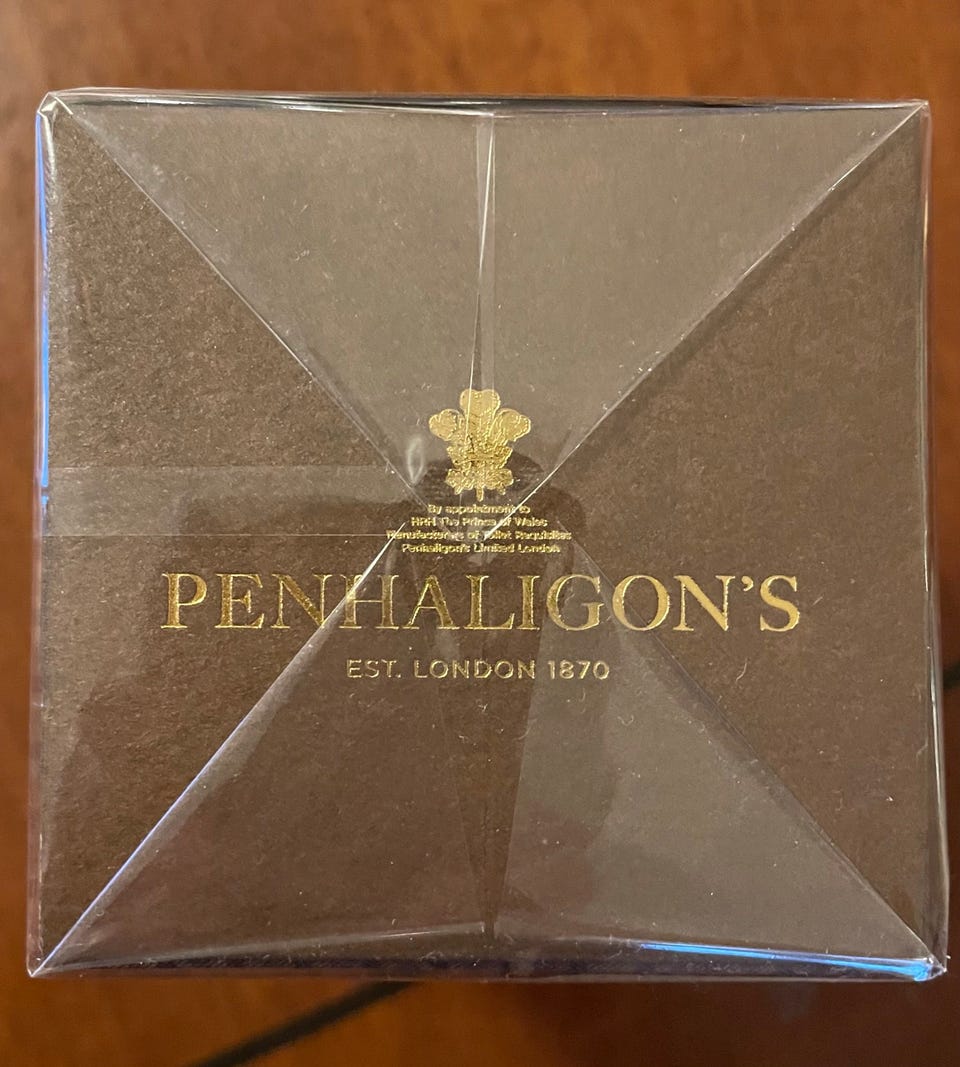 By appointment to
HRH The Prince of Wales
Manufacturers of Toilet Requisites
Penhaligon's Limited London
PENHALIGON'S
EST. LONDON 1870